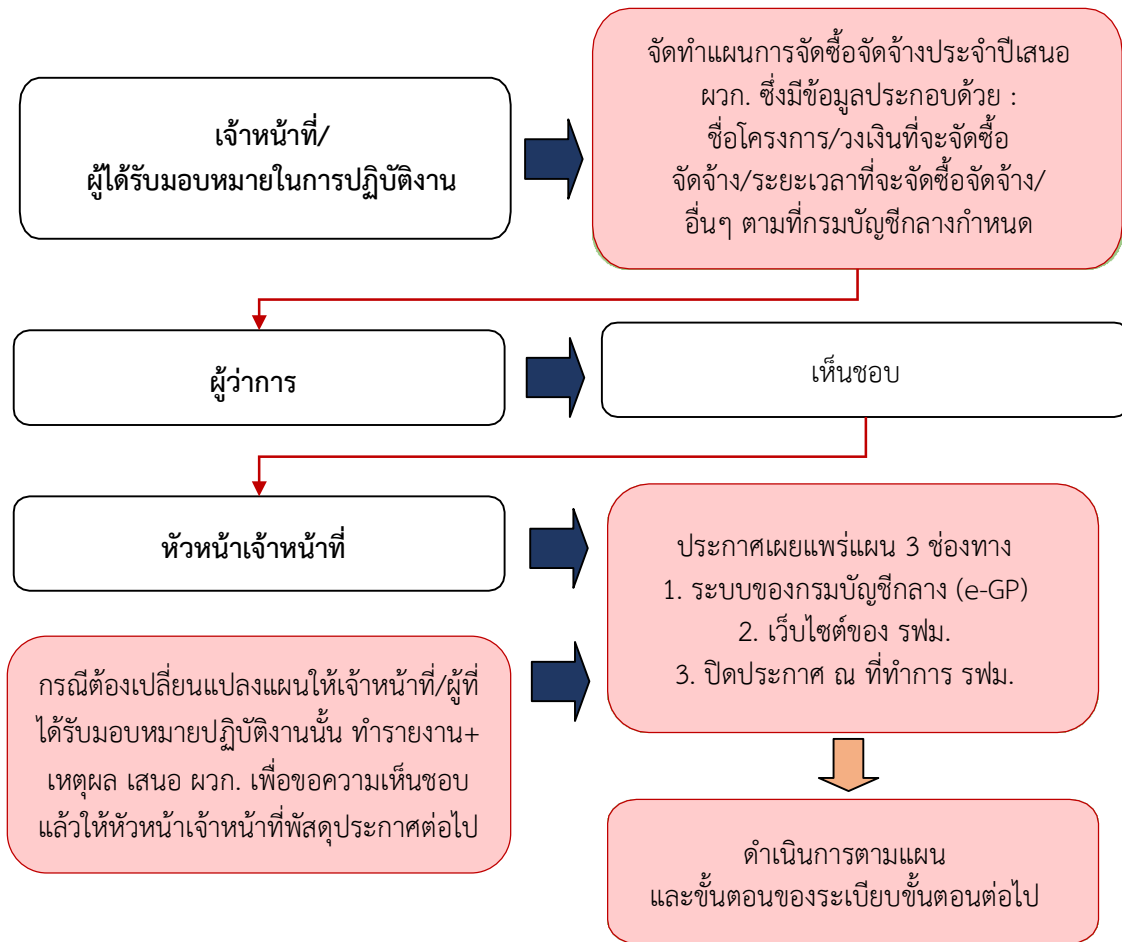 เจ้าหน้าที่/
ผู้ได้รับมอบหมายในการปฏิบัติงาน
จัดทำแผนการจัดซื้อจัดจ้างประจำปีเสนอ
ผวก. ซึ่งมีข้อมูลประกอบด้วย :
ชื่อโครงการ/วงเงินที่จะจัดซื้อ
จัดจ้าง/ระยะเวลาที่จะจัดซื้อจัดจ้าง/
อื่นๆ ตามที่กรมบัญชีกลางกำหนด
ผู้ว่าการ
เห็นชอบ
หัวหน้าเจ้าหน้าที่
ประกาศเผยแพร่แผน 3 ช่องทาง
1. ระบบของกรมบัญชีกลาง (e-GP)
2. เว็บไซต์ของ รฟม.
3. ปิดประกาศ ณ ที่ทำการ รฟม.
กรณีต้องเปลี่ยนแปลงแผนให้เจ้าหน้าที่/ผู้ที่
ได้รับมอบหมายปฏิบัติงานนั้น ทำรายงาน+
เหตุผล เสนอ ผวก. เพื่อขอความเห็นชอบ
แล้วให้หัวหน้าเจ้าหน้าที่พัสดุประกาศต่อไป
ดำเนินการตามแผน
และขั้นตอนของระเบียบขั้นตอนต่อไป